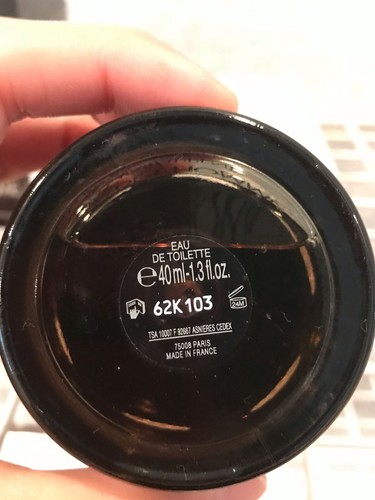 EAU
DE TOILETTE
℮40 ml-1.3 fl.oz.
62K103
24M
TSA 10007 F 92667 ASNIERES CEDEX
75008 PARIS
MADE IN FRANCE